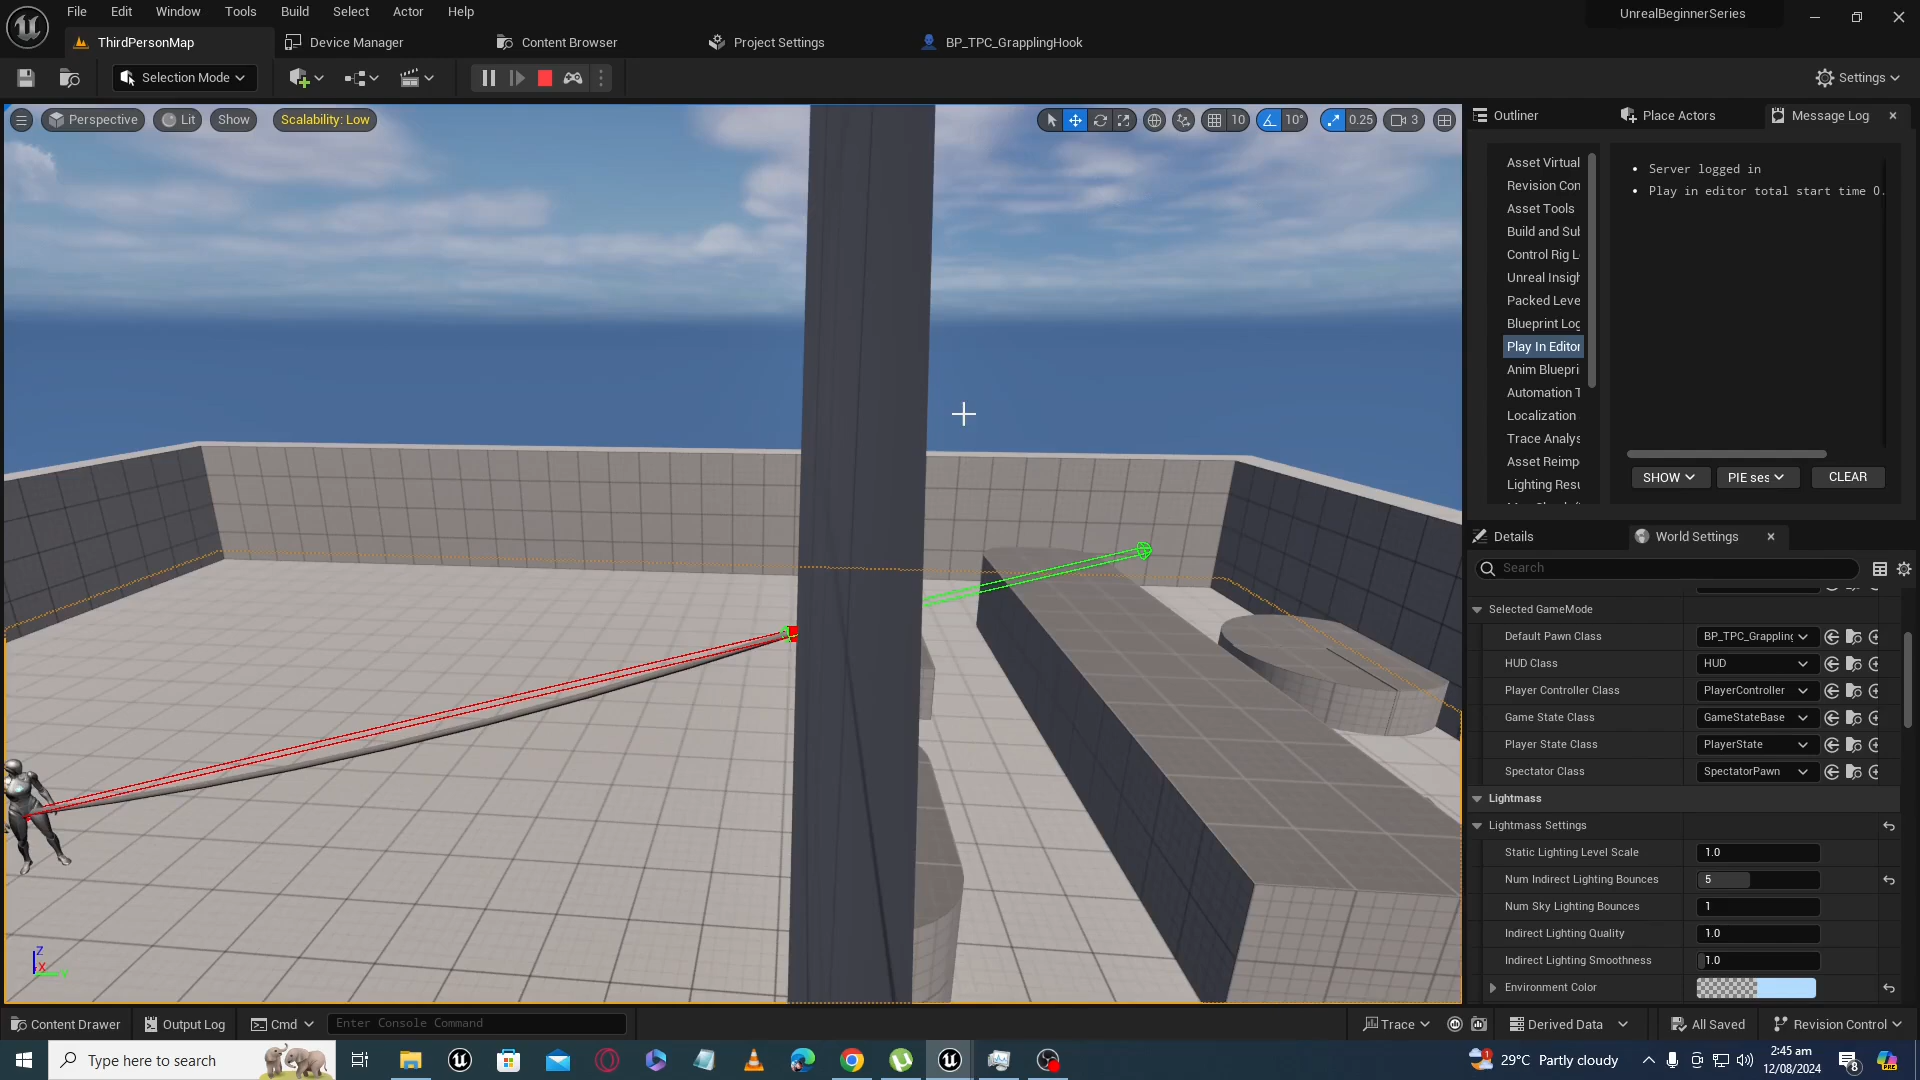 File Edit Window Tools Build Select Actor Help
UnrealBeginnerSeries
ThirdPersonMap Device Manager Content Browser Project Settings BP_TPC_GrapplingHook
Selection Mode
Settings
Perspective Lit Show Scalability: Low
10 10° 0.25 3
Outliner Place Actors Message Log
Asset Virtual
Revision Con
Asset Tools
Build and Sub
Control Rig L
Unreal Insigh
Packed Leve
Blueprint Log
Play In Editor
Anim Bluepri
Automation T
Localization
Trace Analys
Asset Reimp
Lighting Resu
Server logged in
Play in editor total start time 0.
SHOW PIE ses CLEAR
Details World Settings
Search
Selected GameMode
Default Pawn Class BP_TPC_Grappling
HUD Class HUD
Player Controller Class PlayerController
Game State Class GameStateBase
Player State Class PlayerState
Spectator Class SpectatorPawn
Lightmass
Lightmass Settings
Static Lighting Level Scale 1.0
Num Indirect Lighting Bounces 5
Num Sky Lighting Bounces 1
Indirect Lighting Quality 1.0
Indirect Lighting Smoothness 1.0
Environment Color
Z
X
Y
Content Drawer Output Log Cmd Enter Console Command
Trace Derived Data All Saved Revision Control
Type here to search
1 29°C Partly cloudy
2:45 am
12/08/2024
8
PRE